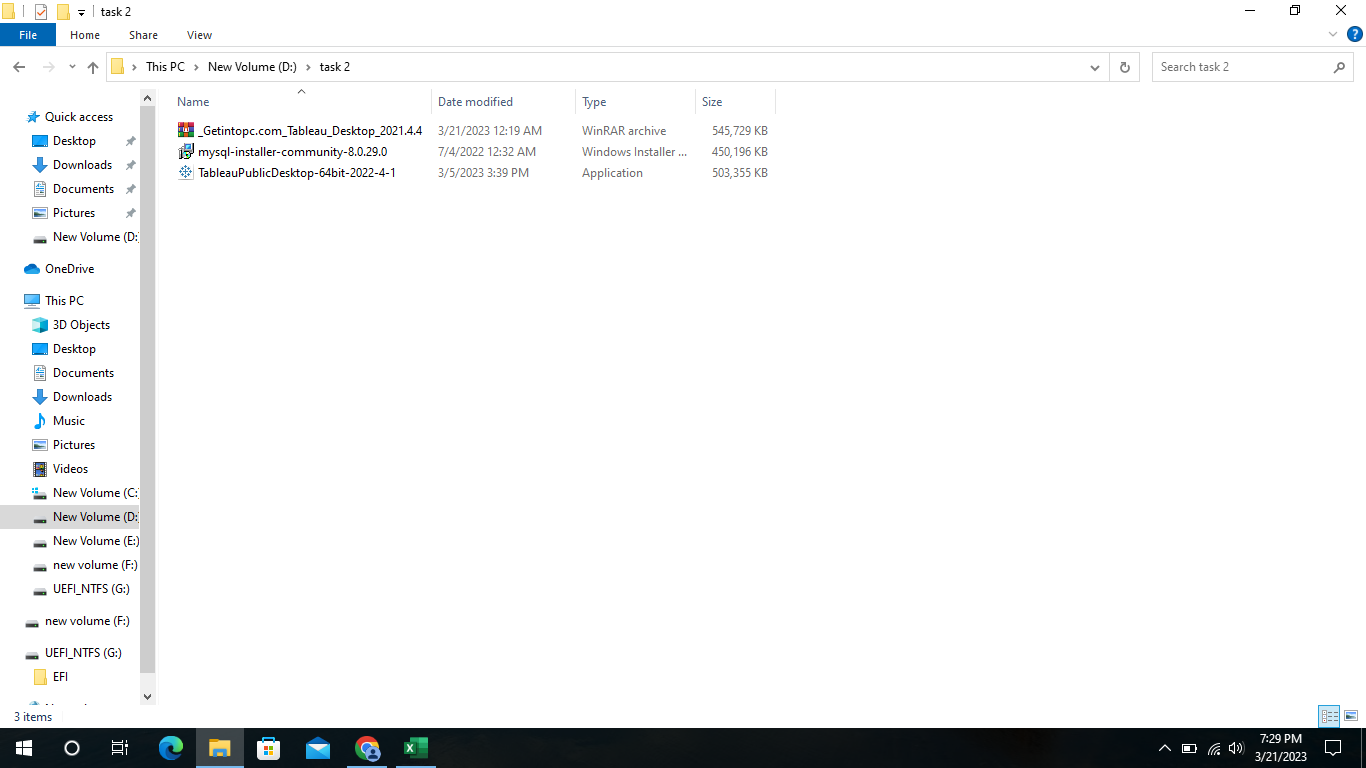 task 2
File Home Share View
This PC New Volume (D:) task 2
Search task 2
Name Date modified Type Size
_Getintopc.com_Tableau_Desktop_2021.4.4 3/21/2023 12:19 AM WinRAR archive 545,729 KB
mysql-installer-community-8.0.29.0 7/4/2022 12:32 AM Windows Installer ... 450,196 KB
TableauPublicDesktop-64bit-2022-4-1 3/5/2023 3:39 PM Application 503,355 KB
Quick access
Desktop
Downloads
Documents
Pictures
New Volume (D:
OneDrive
This PC
3D Objects
Desktop
Documents
Downloads
Music
Pictures
Videos
New Volume (C:
New Volume (D:
New Volume (E:)
new volume (F:)
UEFI_NTFS (G:)
new volume (F:)
UEFI_NTFS (G:)
EFI
3 items
7:29 PM
3/21/2023